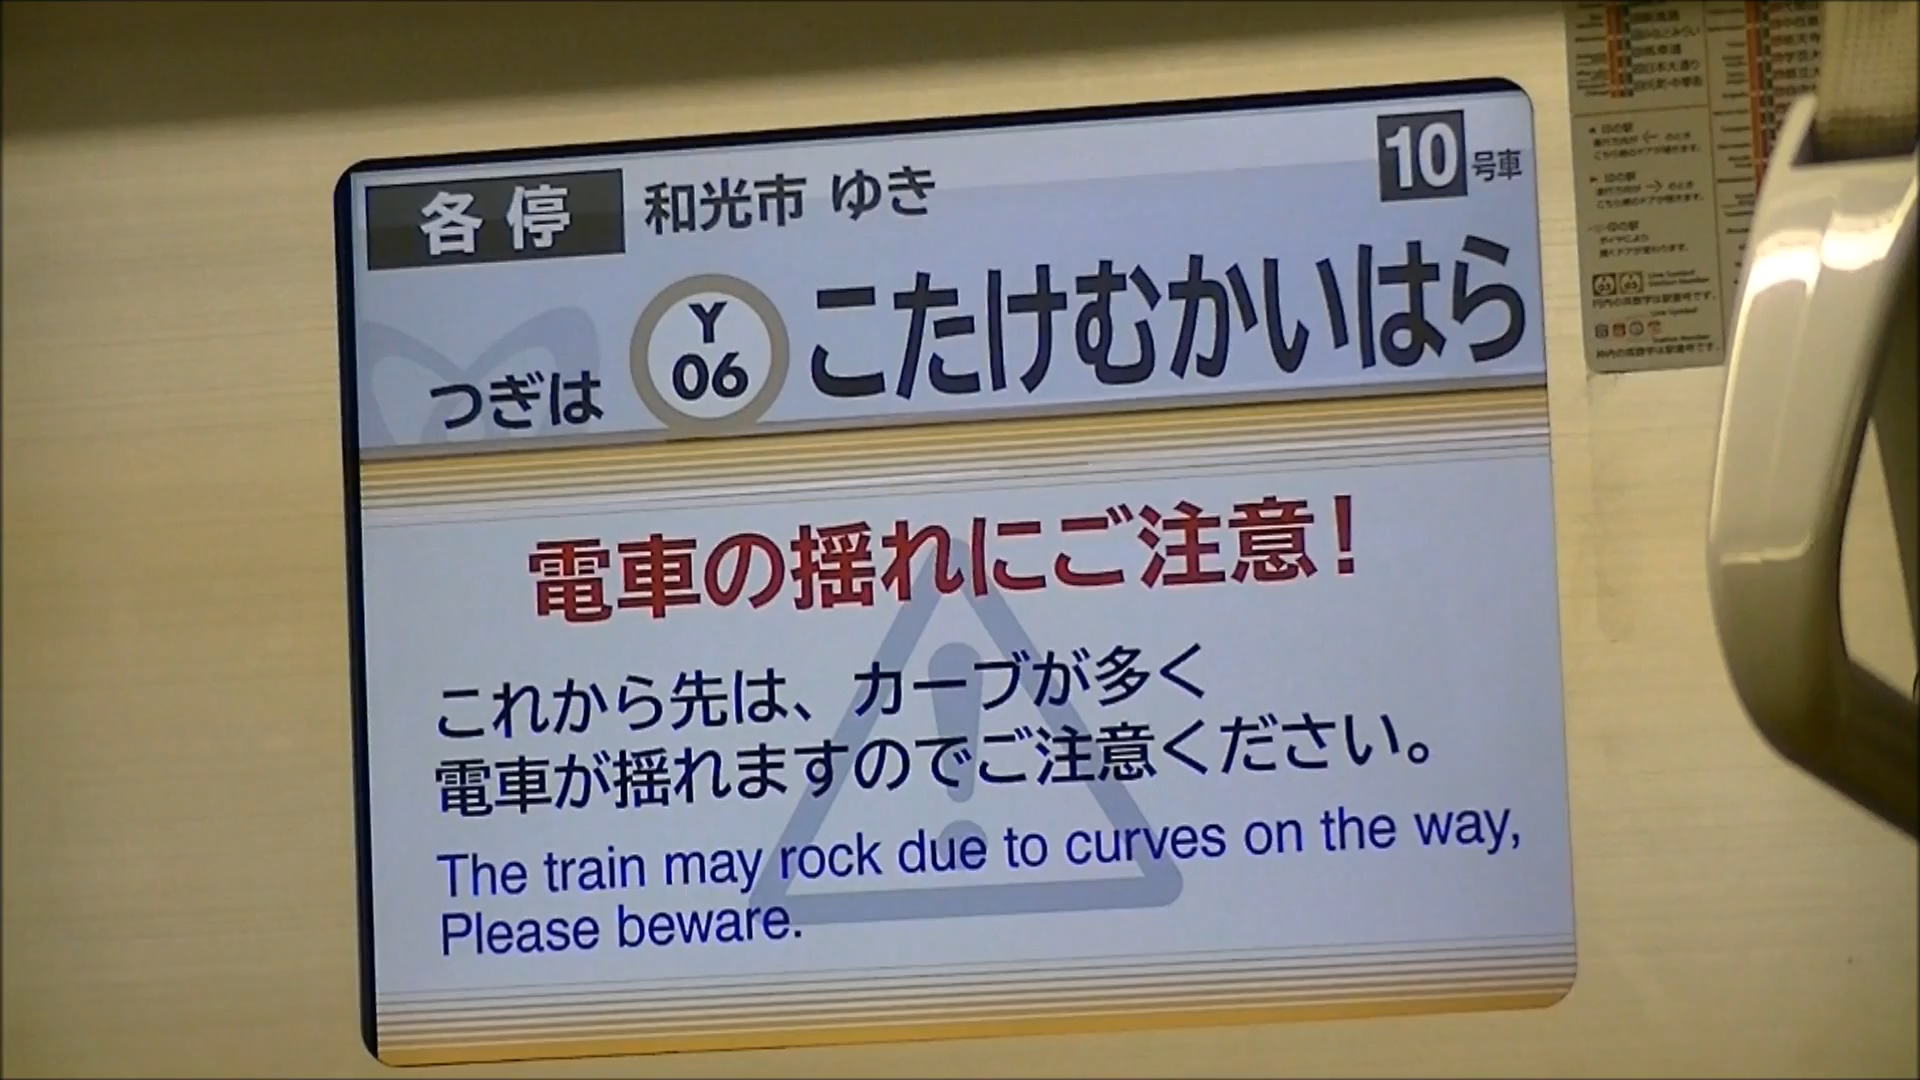 各停 和光市 ゆき 10 号車
つぎは Y 06 こたけむかいはら
電車の揺れにご注意！
これから先は、カーブが多く
電車が揺れますのでご注意ください。
The train may rock due to curves on the way,
Please beware.